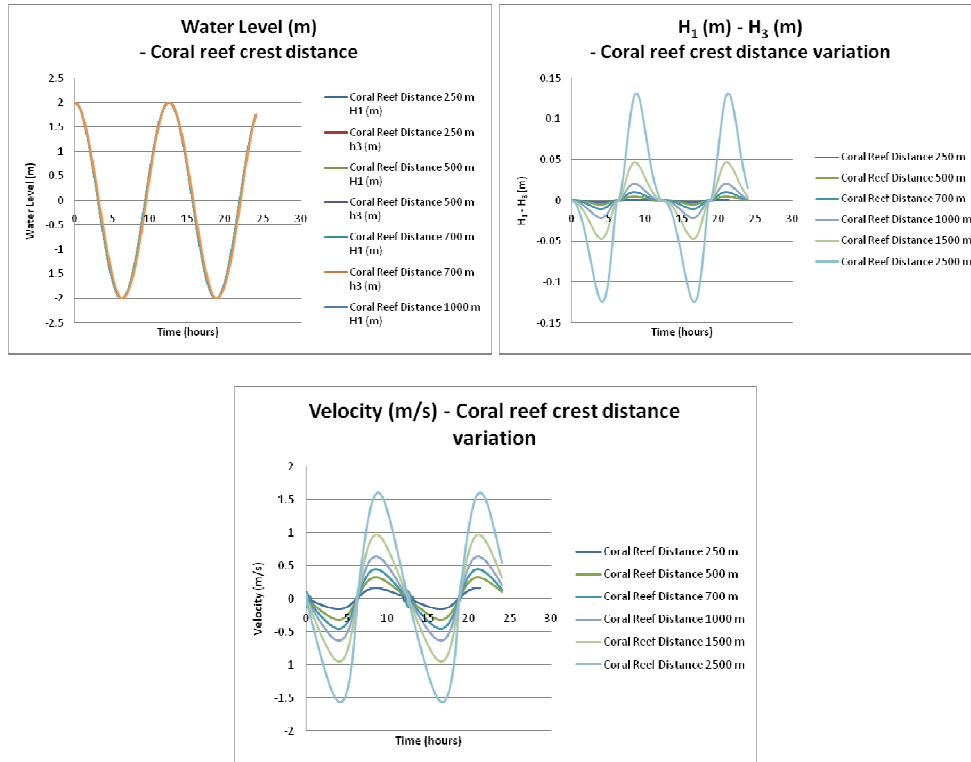 Water Level (m)
- Coral reef crest distance
2.5
2
1.5
1
0.5
0
-0.5
-1
-1.5
-2
-2.5
Water Level (m)
0 5 10 15 20 25 30
Time (hours)
Coral Reef Distance 250 m
H1 (m)
Coral Reef Distance 250 m
h3 (m)
Coral Reef Distance 500 m
H1 (m)
Coral Reef Distance 500 m
h3 (m)
Coral Reef Distance 700 m
H1 (m)
Coral Reef Distance 700 m
h3 (m)
Coral Reef Distance 1000 m
H1 (m)
H1 (m) - H3 (m)
- Coral reef crest distance variation
0.15
0.1
0.05
0
-0.05
-0.1
-0.15
H1 - H3 (m)
0 5 10 15 20 25 30
Time (hours)
Coral Reef Distance 250 m
Coral Reef Distance 500 m
Coral Reef Distance 700 m
Coral Reef Distance 1000 m
Coral Reef Distance 1500 m
Coral Reef Distance 2500 m
Velocity (m/s) - Coral reef crest distance
variation
2
1.5
1
0.5
0
-0.5
-1
-1.5
-2
Velocity (m/s)
0 5 10 15 20 25 30
Time (hours)
Coral Reef Distance 250 m
Coral Reef Distance 500 m
Coral Reef Distance 700 m
Coral Reef Distance 1000 m
Coral Reef Distance 1500 m
Coral Reef Distance 2500 m